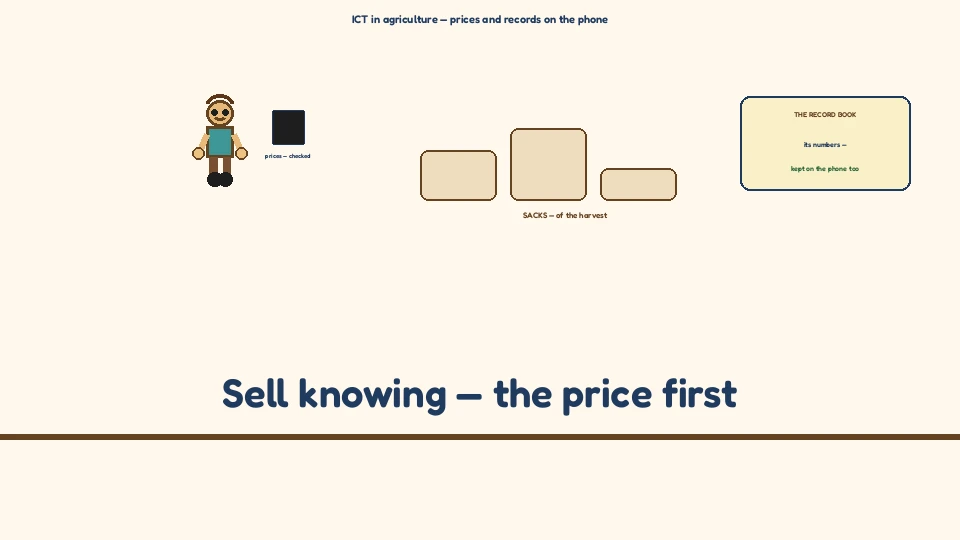 ICT in agriculture — prices and records on the phone
prices — checked
SACKS — of the harvest
THE RECORD BOOK
its numbers —
kept on the phone too
Sell knowing — the price first